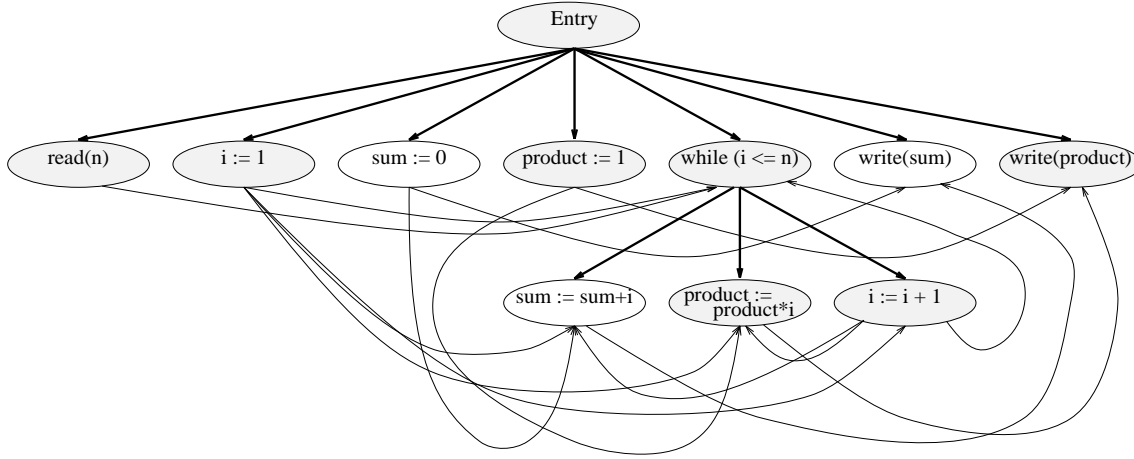 Entry
read(n)
i := 1
sum := 0
product := 1
while (i <= n)
write(sum)
write(product)
sum := sum+i
product :=
product*i
i := i + 1